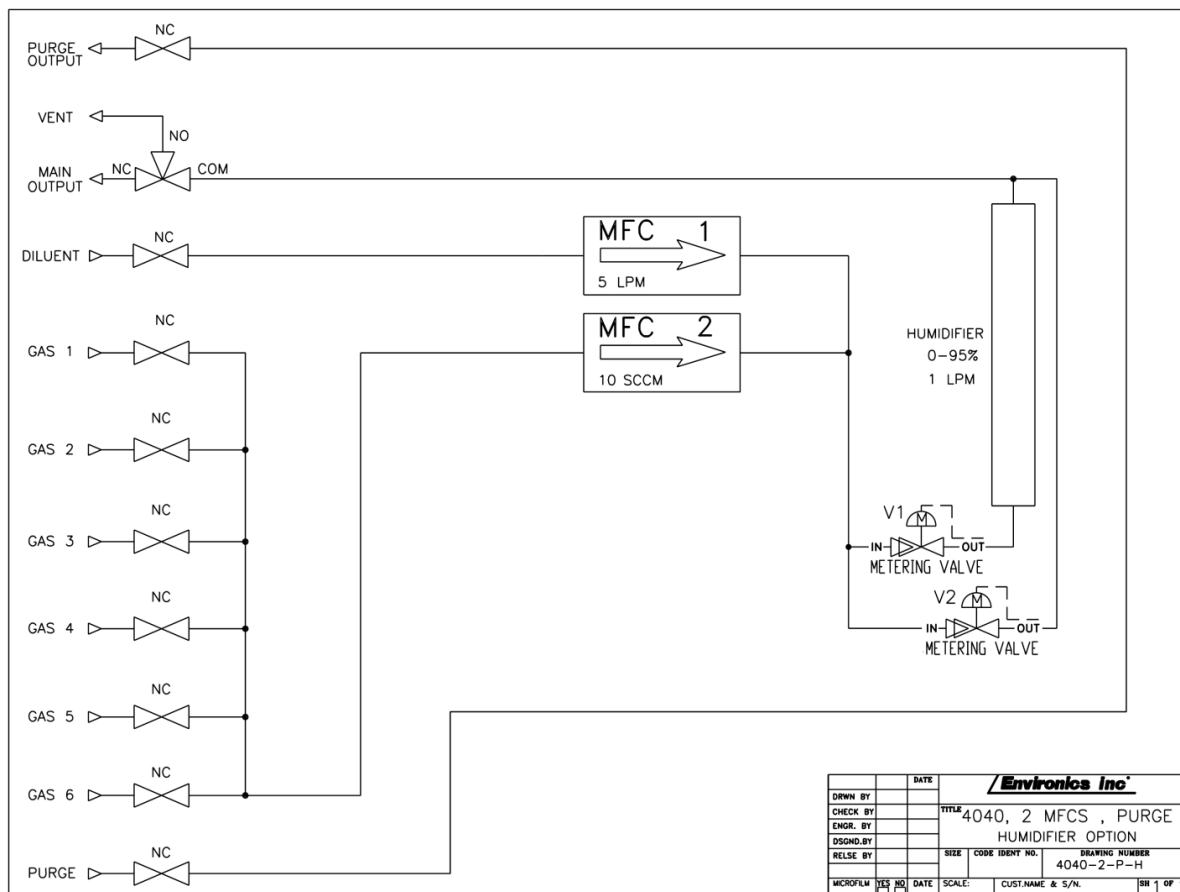 NC
PURGE
OUTPUT
VENT
NO
MAIN
OUTPUT
NC
COM
NC
DILUENT
MFC 1
5 LPM
NC
GAS 1
MFC 2
10 SCCM
HUMIDIFIER
0-95%
1 LPM
NC
GAS 2
NC
GAS 3
V1
M
IN
OUT
METERING VALVE
NC
GAS 4
V2
M
IN
OUT
METERING VALVE
NC
GAS 5
NC
GAS 6
NC
PURGE
DATE
Environics inc
DRWN BY
CHECK BY
ENGR. BY
DSGND.BY
RELSE BY
TITLE 4040, 2 MFCS , PURGE
HUMIDIFIER OPTION
SIZE CODE IDENT NO. DRAWING NUMBER
4040-2-P-H
MICROFILM YES NO DATE SCALE: CUST.NAME & S/N. SH 1 OF